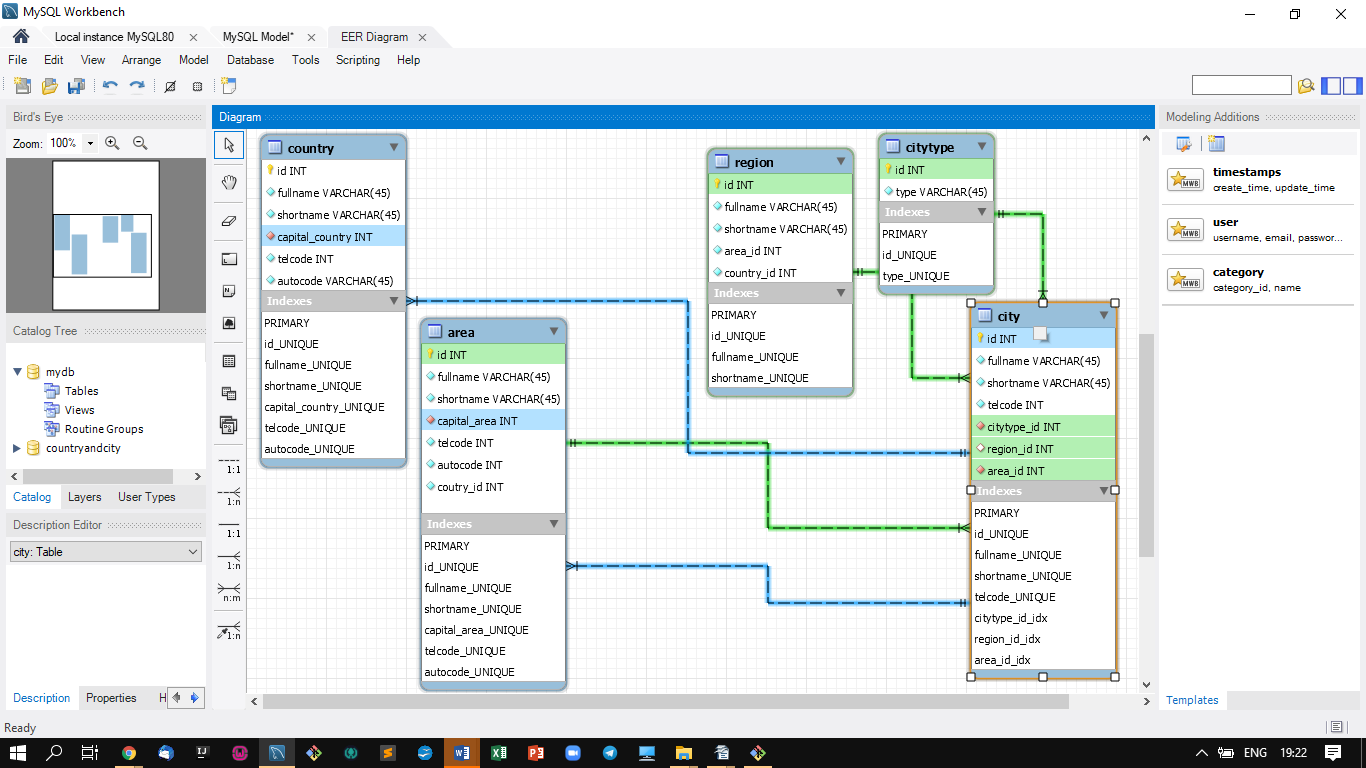 MySQL Workbench
Local instance MySQL80
MySQL Model*
EER Diagram
File Edit View Arrange Model Database Tools Scripting Help
Bird's Eye
Zoom: 100%
Catalog Tree
mydb
Tables
Views
Routine Groups
countryandcity
Catalog Layers User Types
Description Editor
city: Table
Description Properties H
Diagram
1:1
1:n
1:1
1:n
n:m
1:n
country
id INT
fullname VARCHAR(45)
shortname VARCHAR(45)
capital_country INT
telcode INT
autocode VARCHAR(45)
Indexes
PRIMARY
id_UNIQUE
fullname_UNIQUE
shortname_UNIQUE
capital_country_UNIQUE
telcode_UNIQUE
autocode_UNIQUE
area
id INT
fullname VARCHAR(45)
shortname VARCHAR(45)
capital_area INT
telcode INT
autocode INT
coutry_id INT
Indexes
PRIMARY
id_UNIQUE
fullname_UNIQUE
shortname_UNIQUE
capital_area_UNIQUE
telcode_UNIQUE
autocode_UNIQUE
region
id INT
fullname VARCHAR(45)
shortname VARCHAR(45)
area_id INT
country_id INT
Indexes
PRIMARY
id_UNIQUE
fullname_UNIQUE
shortname_UNIQUE
citytype
id INT
type VARCHAR(45)
Indexes
PRIMARY
id_UNIQUE
type_UNIQUE
city
id INT
fullname VARCHAR(45)
shortname VARCHAR(45)
telcode INT
citytype_id INT
region_id INT
area_id INT
Indexes
PRIMARY
id_UNIQUE
fullname_UNIQUE
shortname_UNIQUE
telcode_UNIQUE
citytype_id_idx
region_id_idx
area_id_idx
Modeling Additions
MWB
timestamps
create_time, update_time
MWB
user
username, email, passwor...
MWB
category
category_id, name
Templates
Ready
ENG 19:22